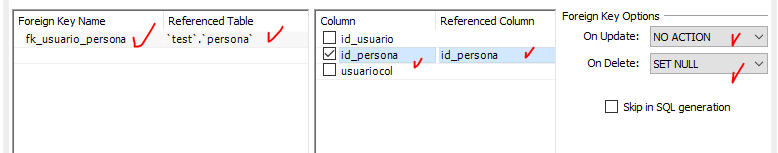 Foreign Key Name Referenced Table
fk_usuario_persona `test`.`persona`
Column Referenced Column
id_usuario
id_persona id_persona
usuariocol
Foreign Key Options
On Update: NO ACTION
On Delete: SET NULL
Skip in SQL generation